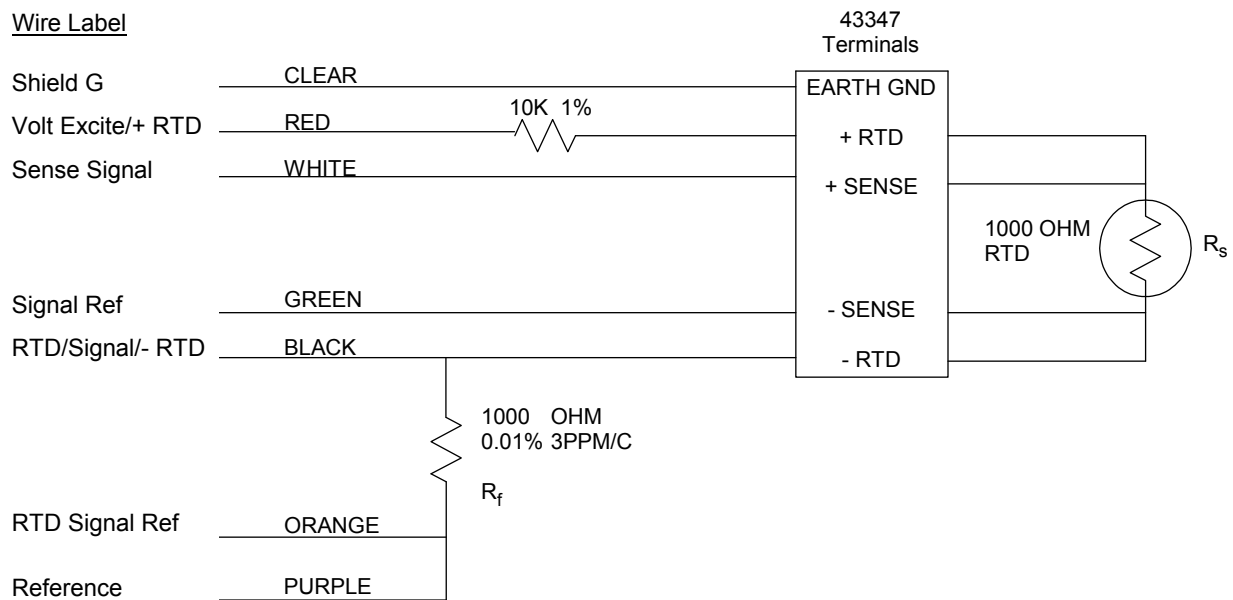 Wire Label
43347
Terminals
Shield G CLEAR EARTH GND
10K 1%
Volt Excite/+ RTD RED + RTD
Sense Signal WHITE + SENSE
1000 OHM
RTD
Rs
Signal Ref GREEN - SENSE
RTD/Signal/- RTD BLACK - RTD
1000 OHM
0.01% 3PPM/C
Rf
RTD Signal Ref ORANGE
Reference PURPLE